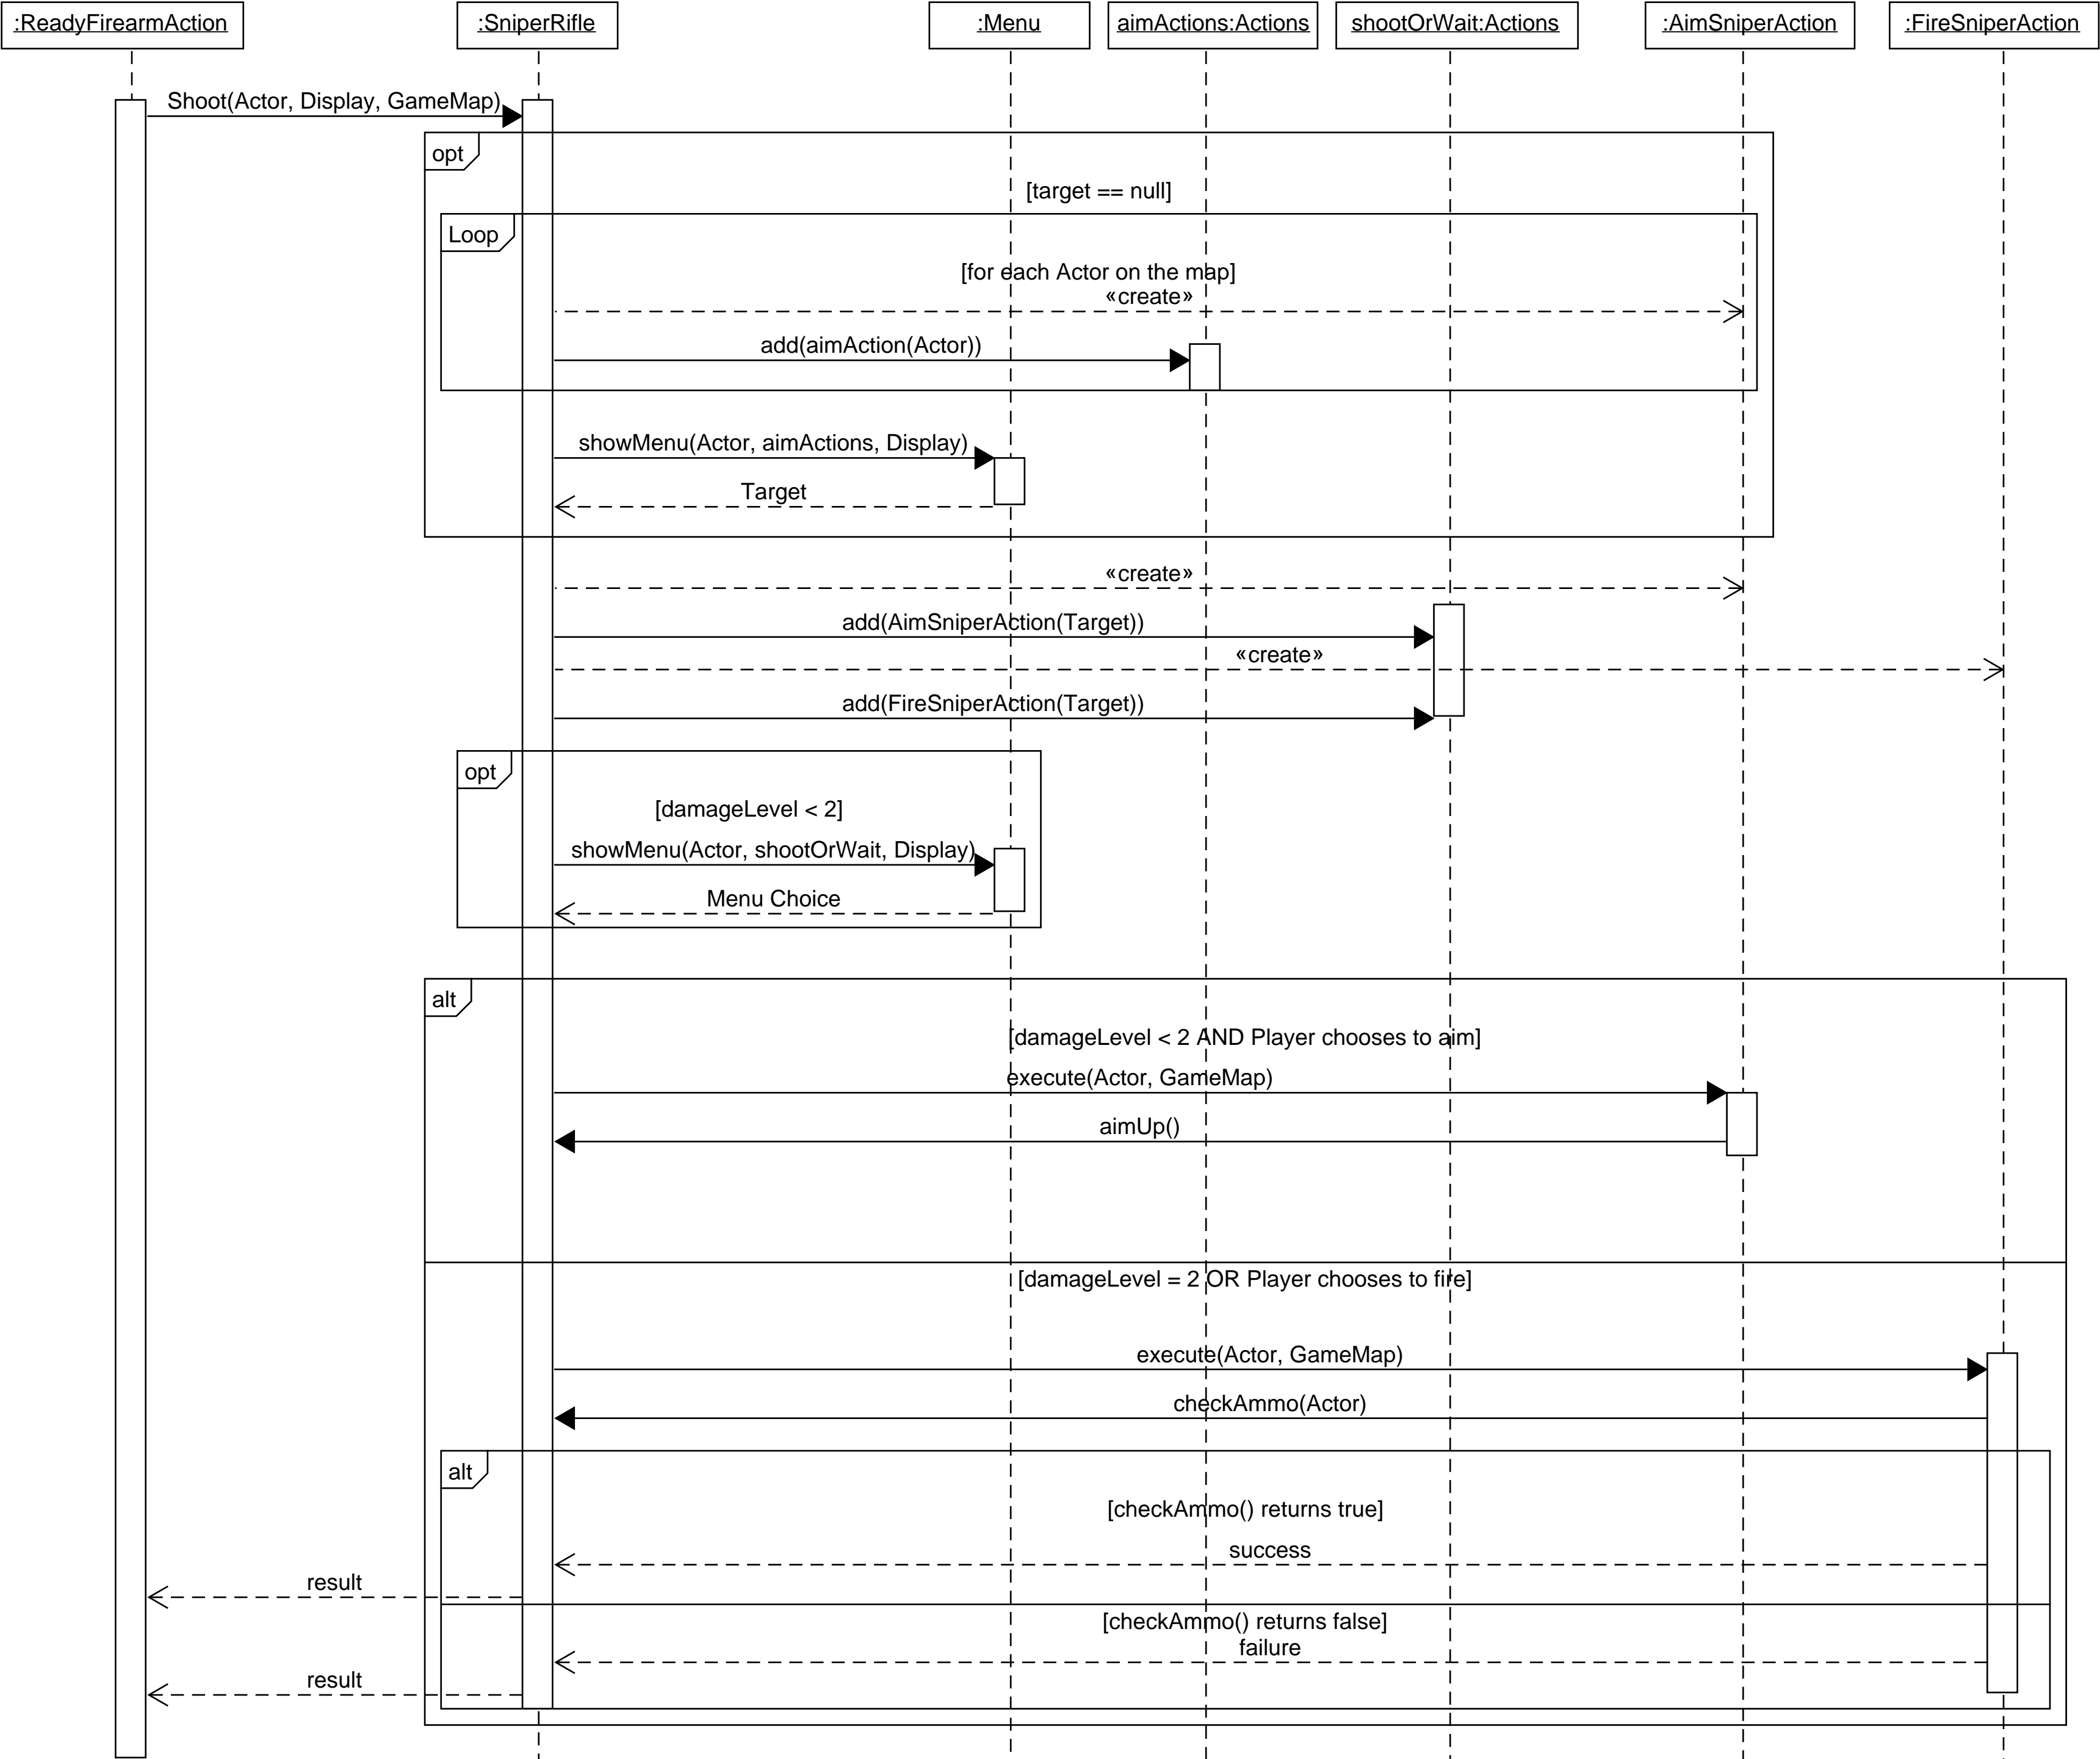 :ReadyFirearmAction
:SniperRifle
:Menu
aimActions:Actions
shootOrWait:Actions
:AimSniperAction
:FireSniperAction
Shoot(Actor, Display, GameMap)
opt
[target == null]
Loop
[for each Actor on the map]
«create»
add(aimAction(Actor))
showMenu(Actor, aimActions, Display)
Target
«create»
add(AimSniperAction(Target))
«create»
add(FireSniperAction(Target))
opt
[damageLevel < 2]
showMenu(Actor, shootOrWait, Display)
Menu Choice
alt
[damageLevel < 2 AND Player chooses to aim]
execute(Actor, GameMap)
aimUp()
[damageLevel = 2 OR Player chooses to fire]
execute(Actor, GameMap)
checkAmmo(Actor)
alt
[checkAmmo() returns true]
success
result
[checkAmmo() returns false]
failure
result